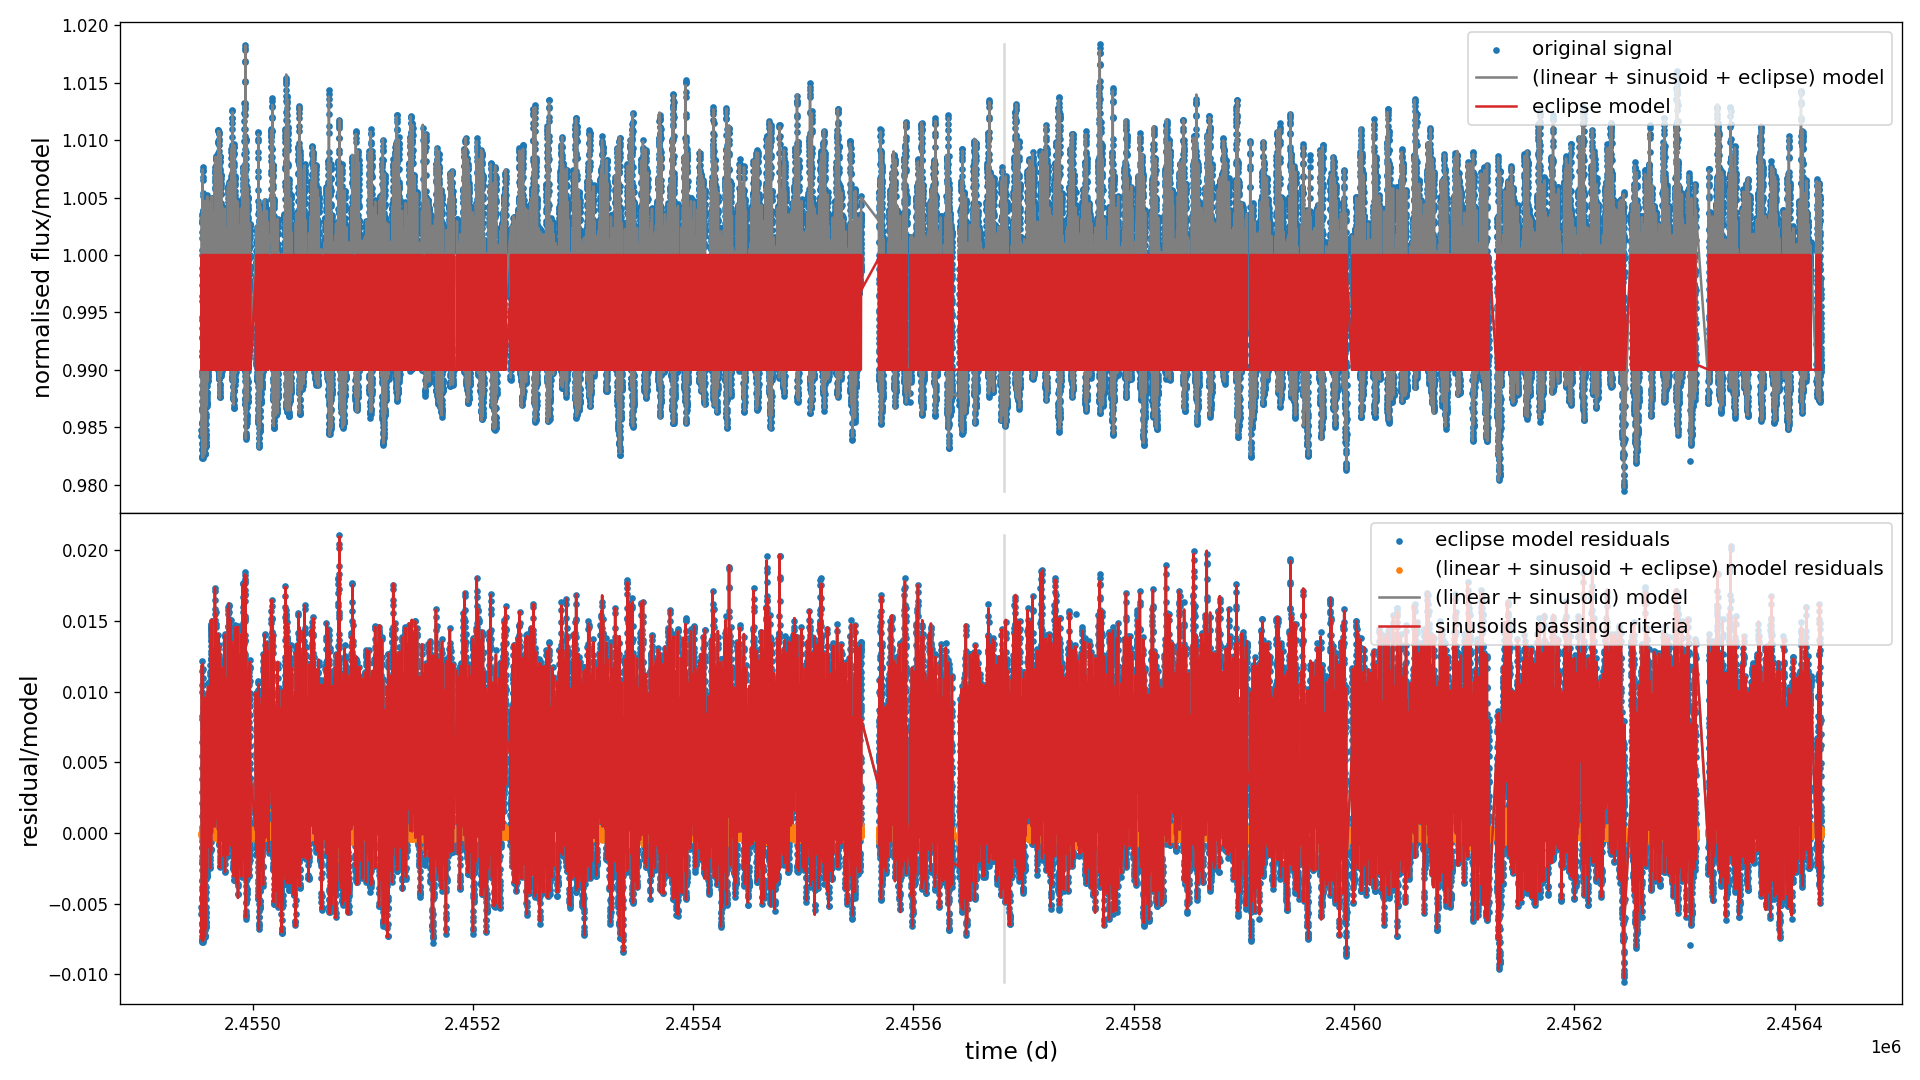 normalised flux/model
1.020
1.015
1.010
1.005
1.000
0.995
0.990
0.985
0.980
original signal
(linear + sinusoid + eclipse) model
eclipse model
residual/model
0.020
0.015
0.010
0.005
0.000
−0.005
−0.010
eclipse model residuals
(linear + sinusoid + eclipse) model residuals
(linear + sinusoid) model
sinusoids passing criteria
2.4550 2.4552 2.4554 2.4556 2.4558 2.4560 2.4562 2.4564
1e6
time (d)